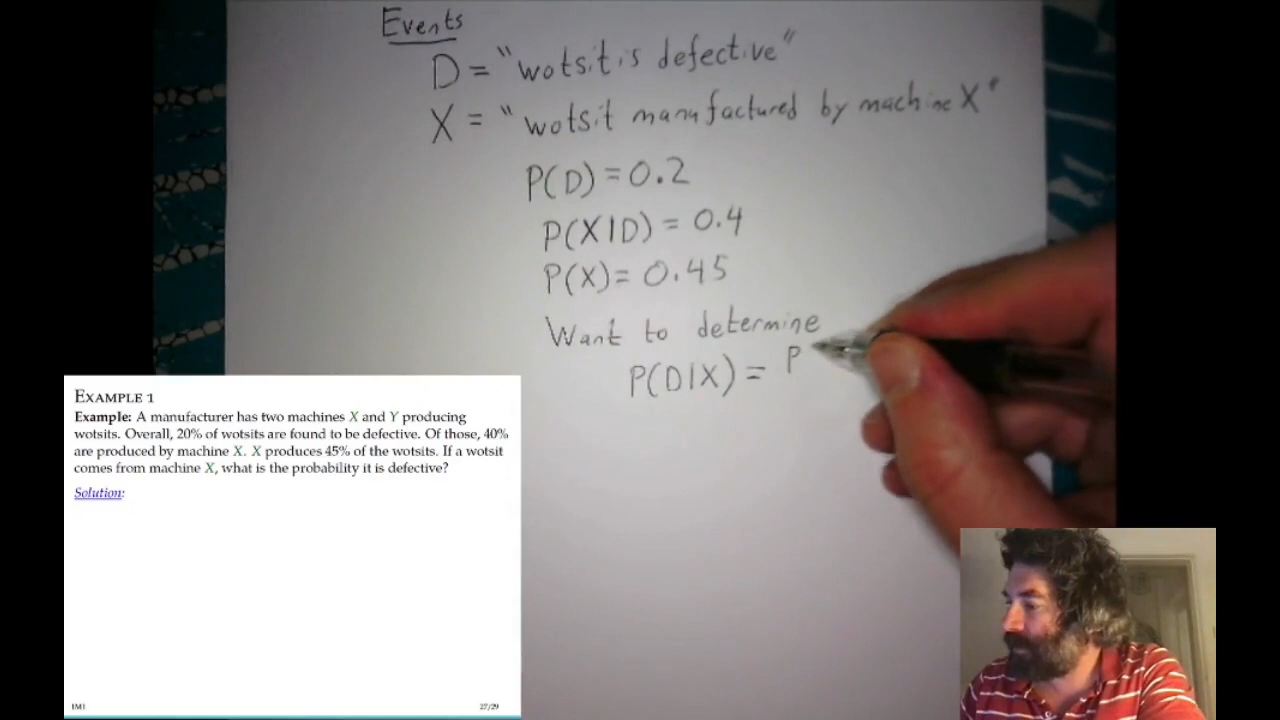 Events
D = "wotsit is defective"
X = "wotsit manufactured by machine X"
P(D) = 0.2
P(X|D) = 0.4
P(X) = 0.45
Want to determine
P(D|X) = P
EXAMPLE 1
Example: A manufacturer has two machines X and Y producing
wotsits. Overall, 20% of wotsits are found to be defective. Of those, 40%
are produced by machine X. X produces 45% of the wotsits. If a wotsit
comes from machine X, what is the probability it is defective?
Solution:
IM1
27/29